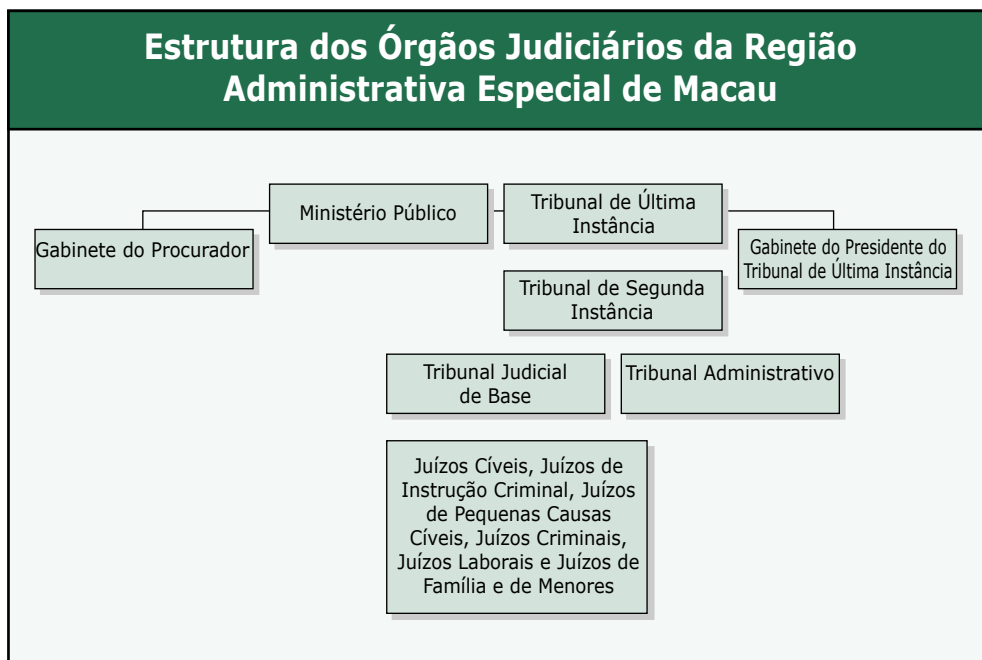 Estrutura dos Órgãos Judiciários da Região
Administrativa Especial de Macau
Ministério Público
Tribunal de Última
Instância
Gabinete do Procurador
Gabinete do Presidente do
Tribunal de Última Instância
Tribunal de Segunda
Instância
Tribunal Judicial
de Base
Tribunal Administrativo
Juízos Cíveis, Juízos de
Instrução Criminal, Juízos
de Pequenas Causas
Cíveis, Juízos Criminais,
Juízos Laborais e Juízos de
Família e de Menores